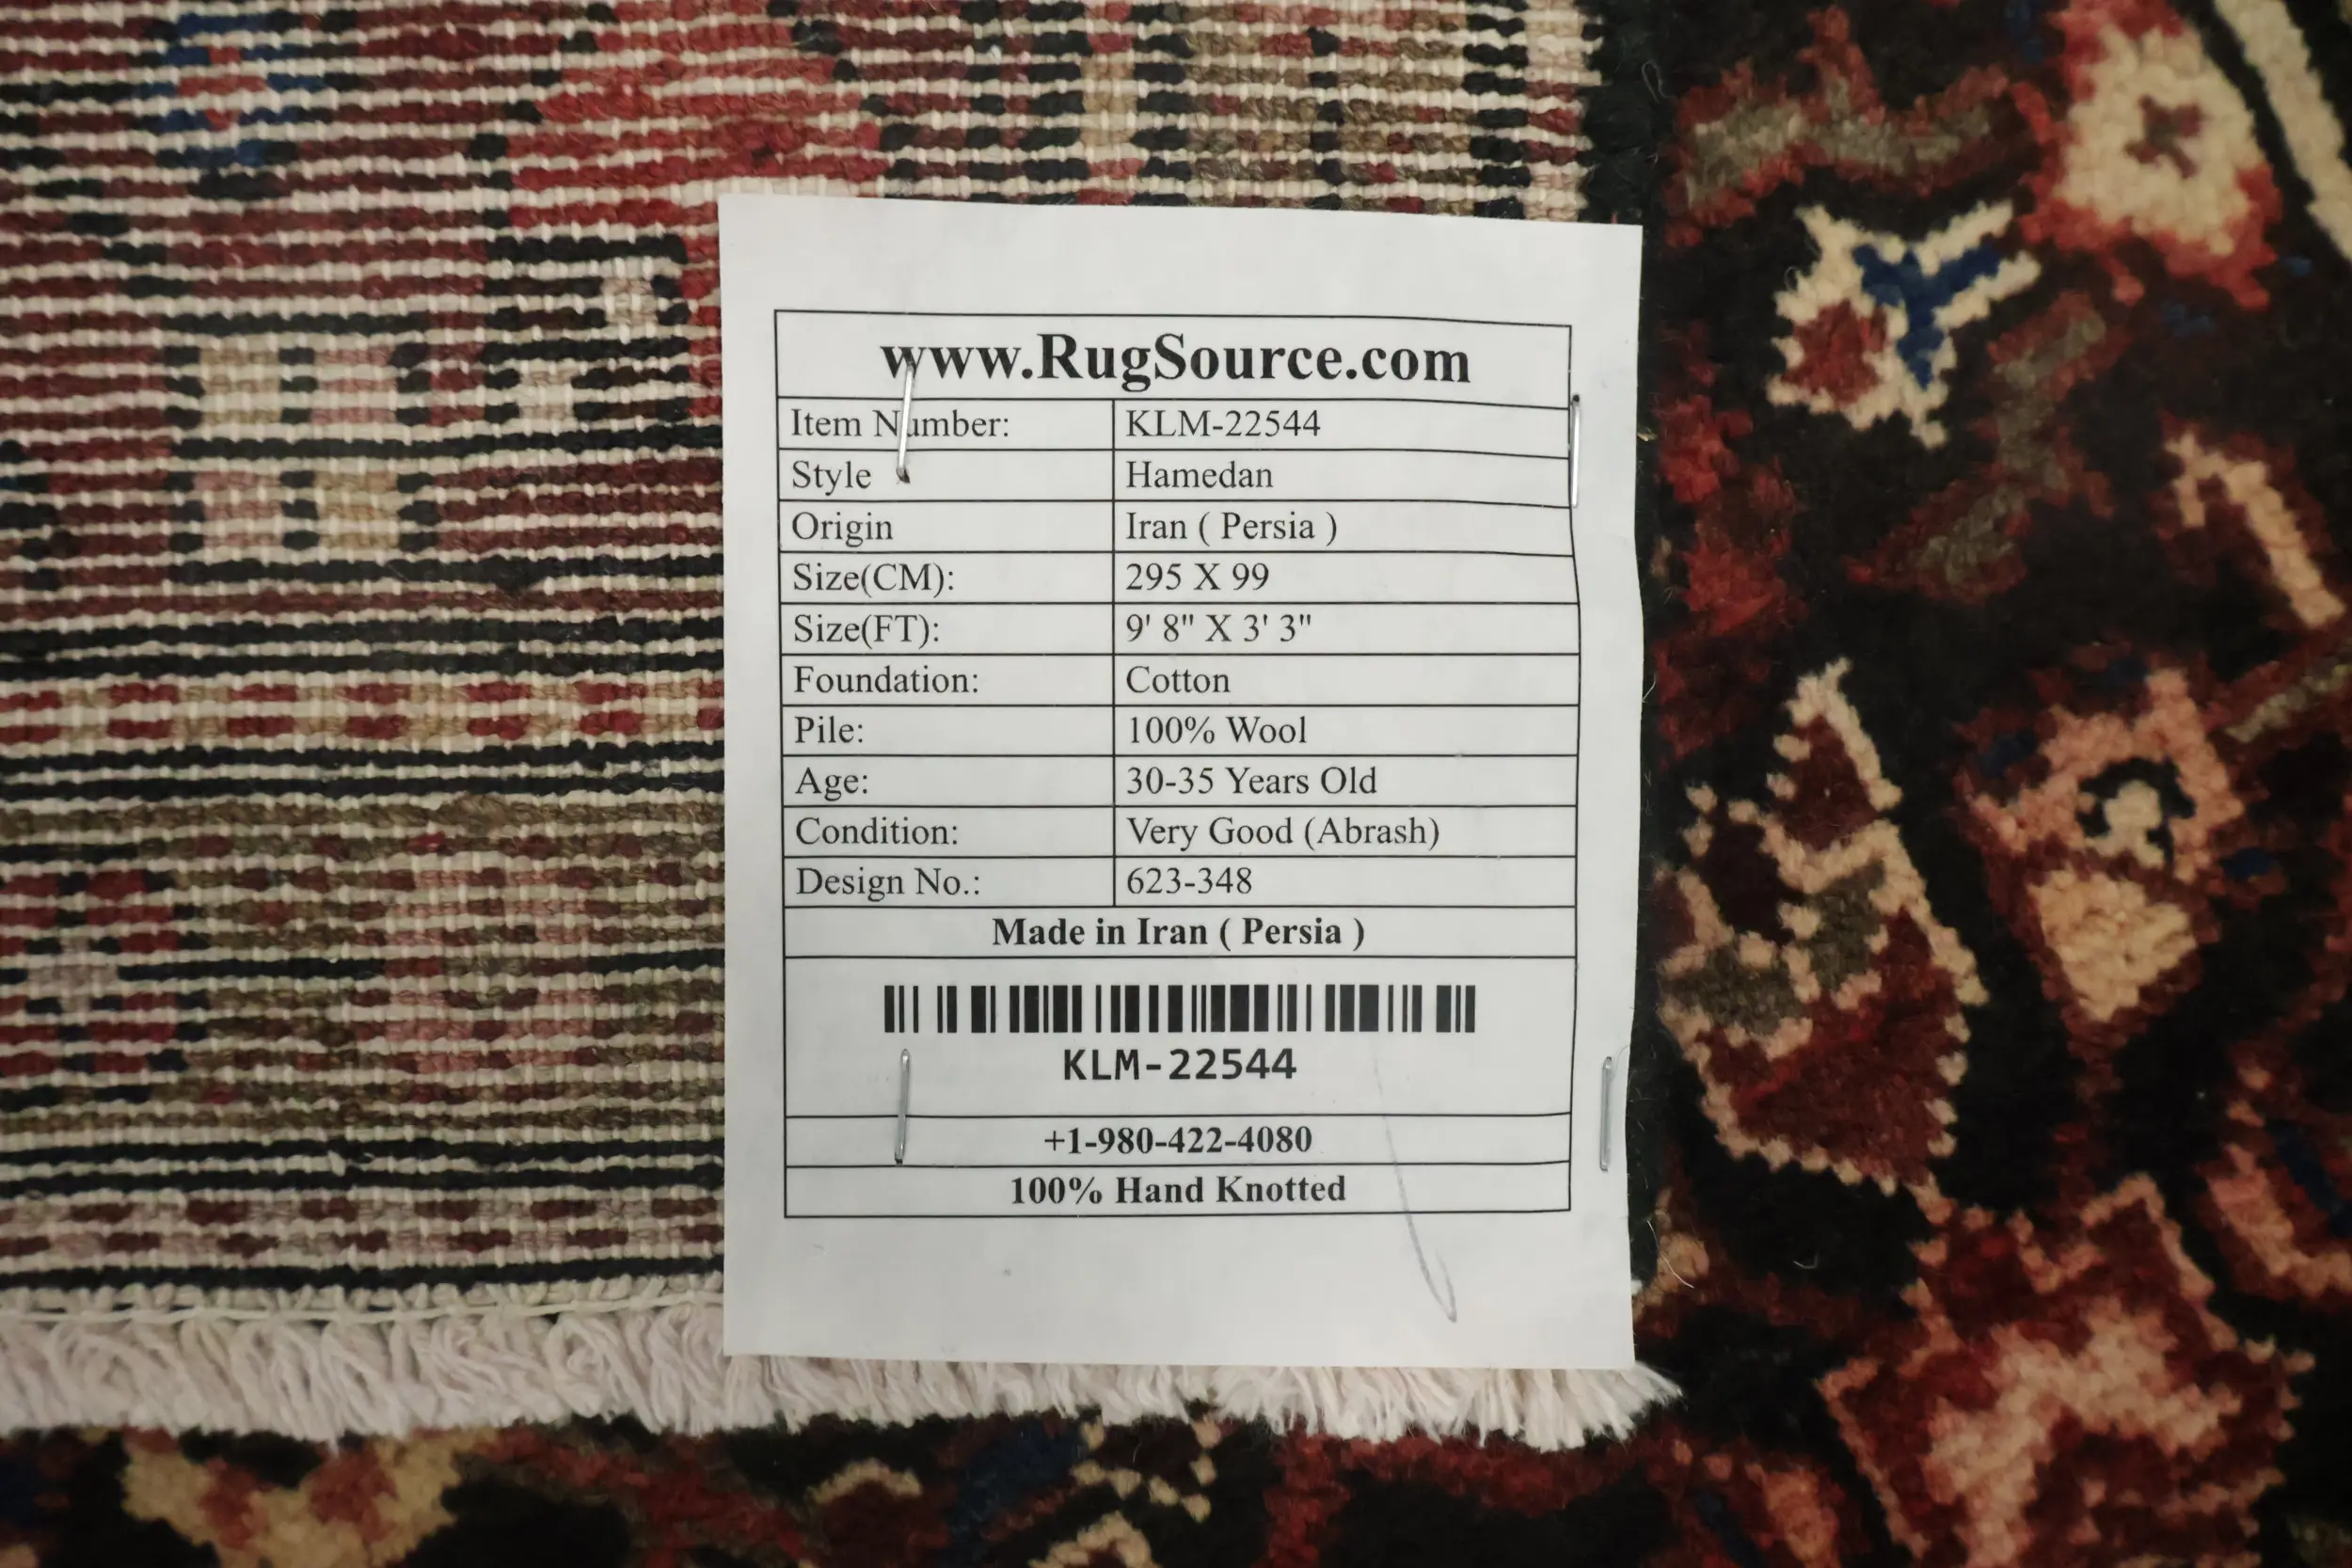 www.RugSource.com
Item Number: KLM-22544
Style Hamedan
Origin Iran ( Persia )
Size(CM): 295 X 99
Size(FT): 9' 8" X 3' 3"
Foundation: Cotton
Pile: 100% Wool
Age: 30-35 Years Old
Condition: Very Good (Abrash)
Design No.: 623-348
Made in Iran ( Persia )
KLM-22544
+1-980-422-4080
100% Hand Knotted